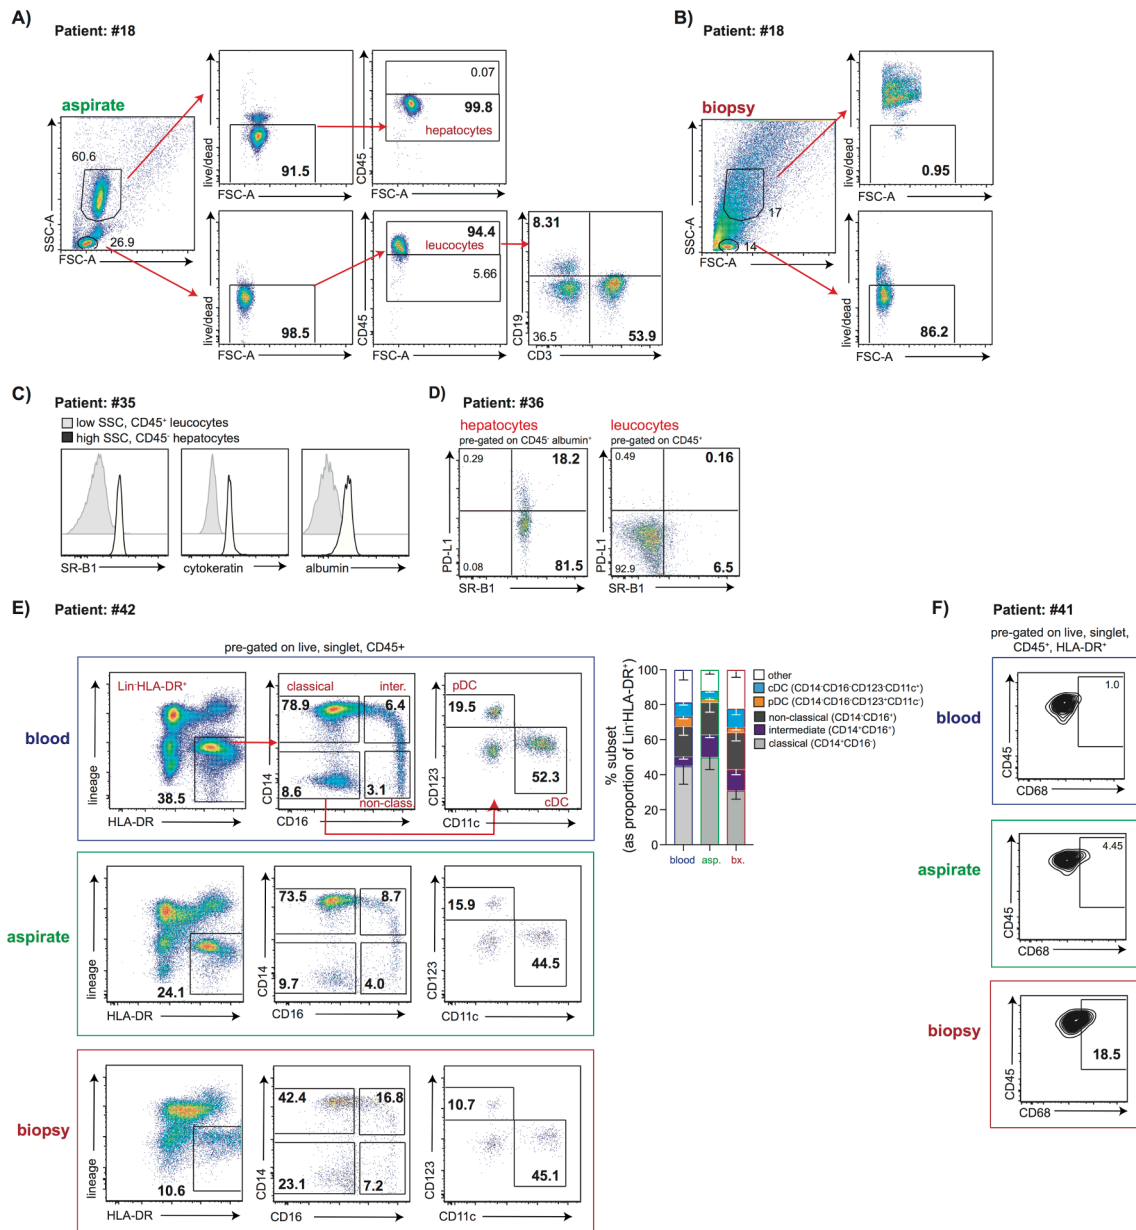 A)
Patient: #18
aspirate
60.6
26.9
SSC-A
FSC-A
live/dead
91.5
FSC-A
CD45
0.07
99.8
hepatocytes
FSC-A
live/dead
98.5
FSC-A
CD45
94.4
leucocytes
5.66
FSC-A
CD19
8.31
36.5
53.9
CD3
B)
Patient: #18
biopsy
SSC-A
17
14
FSC-A
live/dead
0.95
FSC-A
live/dead
86.2
FSC-A
C)
Patient: #35
low SSC, CD45+ leucocytes
high SSC, CD45- hepatocytes
SR-B1
cytokeratin
albumin
D)
Patient: #36
hepatocytes
pre-gated on CD45- albumin+
PD-L1
0.29
18.2
0.08
81.5
SR-B1
leucocytes
pre-gated on CD45+
PD-L1
0.49
0.16
92.9
6.5
SR-B1
E)
Patient: #42
pre-gated on live, singlet, CD45+
blood
Lin-HLA-DR+
lineage
38.5
HLA-DR
classical
inter.
78.9
6.4
CD14
8.6
3.1
non-class.
CD16
pDC
19.5
CD123
52.3
cDC
CD11c
aspirate
lineage
24.1
HLA-DR
73.5
8.7
CD14
9.7
4.0
CD16
15.9
CD123
44.5
CD11c
biopsy
lineage
10.6
HLA-DR
42.4
16.8
CD14
23.1
7.2
CD16
10.7
CD123
45.1
CD11c
% subset
(as proportion of Lin-HLA-DR+)
100
80
60
40
20
0
blood
asp.
bx.
other
cDC (CD14-CD16-CD123-CD11c+)
pDC (CD14-CD16-CD123+CD11c-)
non-classical (CD14-CD16+)
intermediate (CD14+CD16+)
classical (CD14+CD16-)
F)
Patient: #41
pre-gated on live, singlet,
CD45+, HLA-DR+
blood
CD45
1.0
CD68
aspirate
CD45
4.45
CD68
biopsy
CD45
18.5
CD68